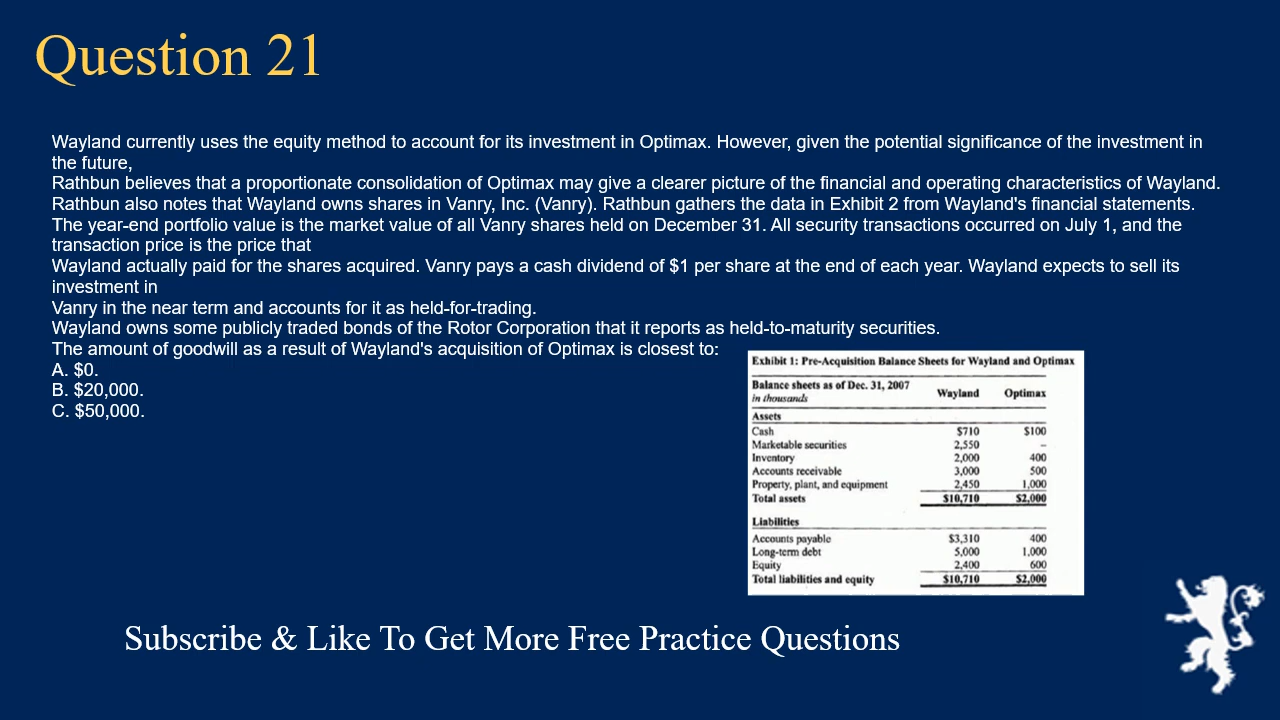 Question 21
Wayland currently uses the equity method to account for its investment in Optimax. However, given the potential significance of the investment in
the future,
Rathbun believes that a proportionate consolidation of Optimax may give a clearer picture of the financial and operating characteristics of Wayland.
Rathbun also notes that Wayland owns shares in Vanry, Inc. (Vanry). Rathbun gathers the data in Exhibit 2 from Wayland's financial statements.
The year-end portfolio value is the market value of all Vanry shares held on December 31. All security transactions occurred on July 1, and the
transaction price is the price that
Wayland actually paid for the shares acquired. Vanry pays a cash dividend of $1 per share at the end of each year. Wayland expects to sell its
investment in
Vanry in the near term and accounts for it as held-for-trading.
Wayland owns some publicly traded bonds of the Rotor Corporation that it reports as held-to-maturity securities.
The amount of goodwill as a result of Wayland's acquisition of Optimax is closest to:
A. $0.
B. $20,000.
C. $50,000.
Exhibit 1: Pre-Acquisition Balance Sheets for Wayland and Optimax
Balance sheets as of Dec. 31, 2007
in thousands Wayland Optimax
Assets
Cash $710 $100
Marketable securities 2,550 –
Inventory 2,000 400
Accounts receivable 3,000 500
Property, plant, and equipment 2,450 1,000
Total assets $10,710 $2,000
Liabilities
Accounts payable $3,310 400
Long-term debt 5,000 1,000
Equity 2,400 600
Total liabilities and equity $10,710 $2,000
Subscribe & Like To Get More Free Practice Questions